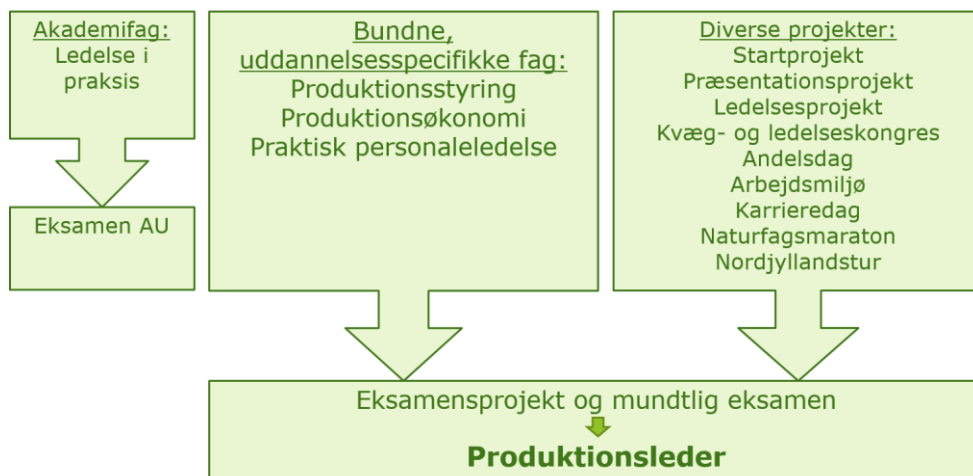 Akademifag:
Ledelse i
praksis
Eksamen AU
Bundne,
uddannelsesspecifikke fag:
Produktionsstyring
Produktionsøkonomi
Praktisk personaleledelse
Diverse projekter:
Startprojekt
Præsentationsprojekt
Ledelsesprojekt
Kvæg- og ledelseskongres
Andelsdag
Arbejdsmiljø
Karrieredag
Naturfagsmaraton
Nordjyllandstur
Eksamensprojekt og mundtlig eksamen
Produktionsleder